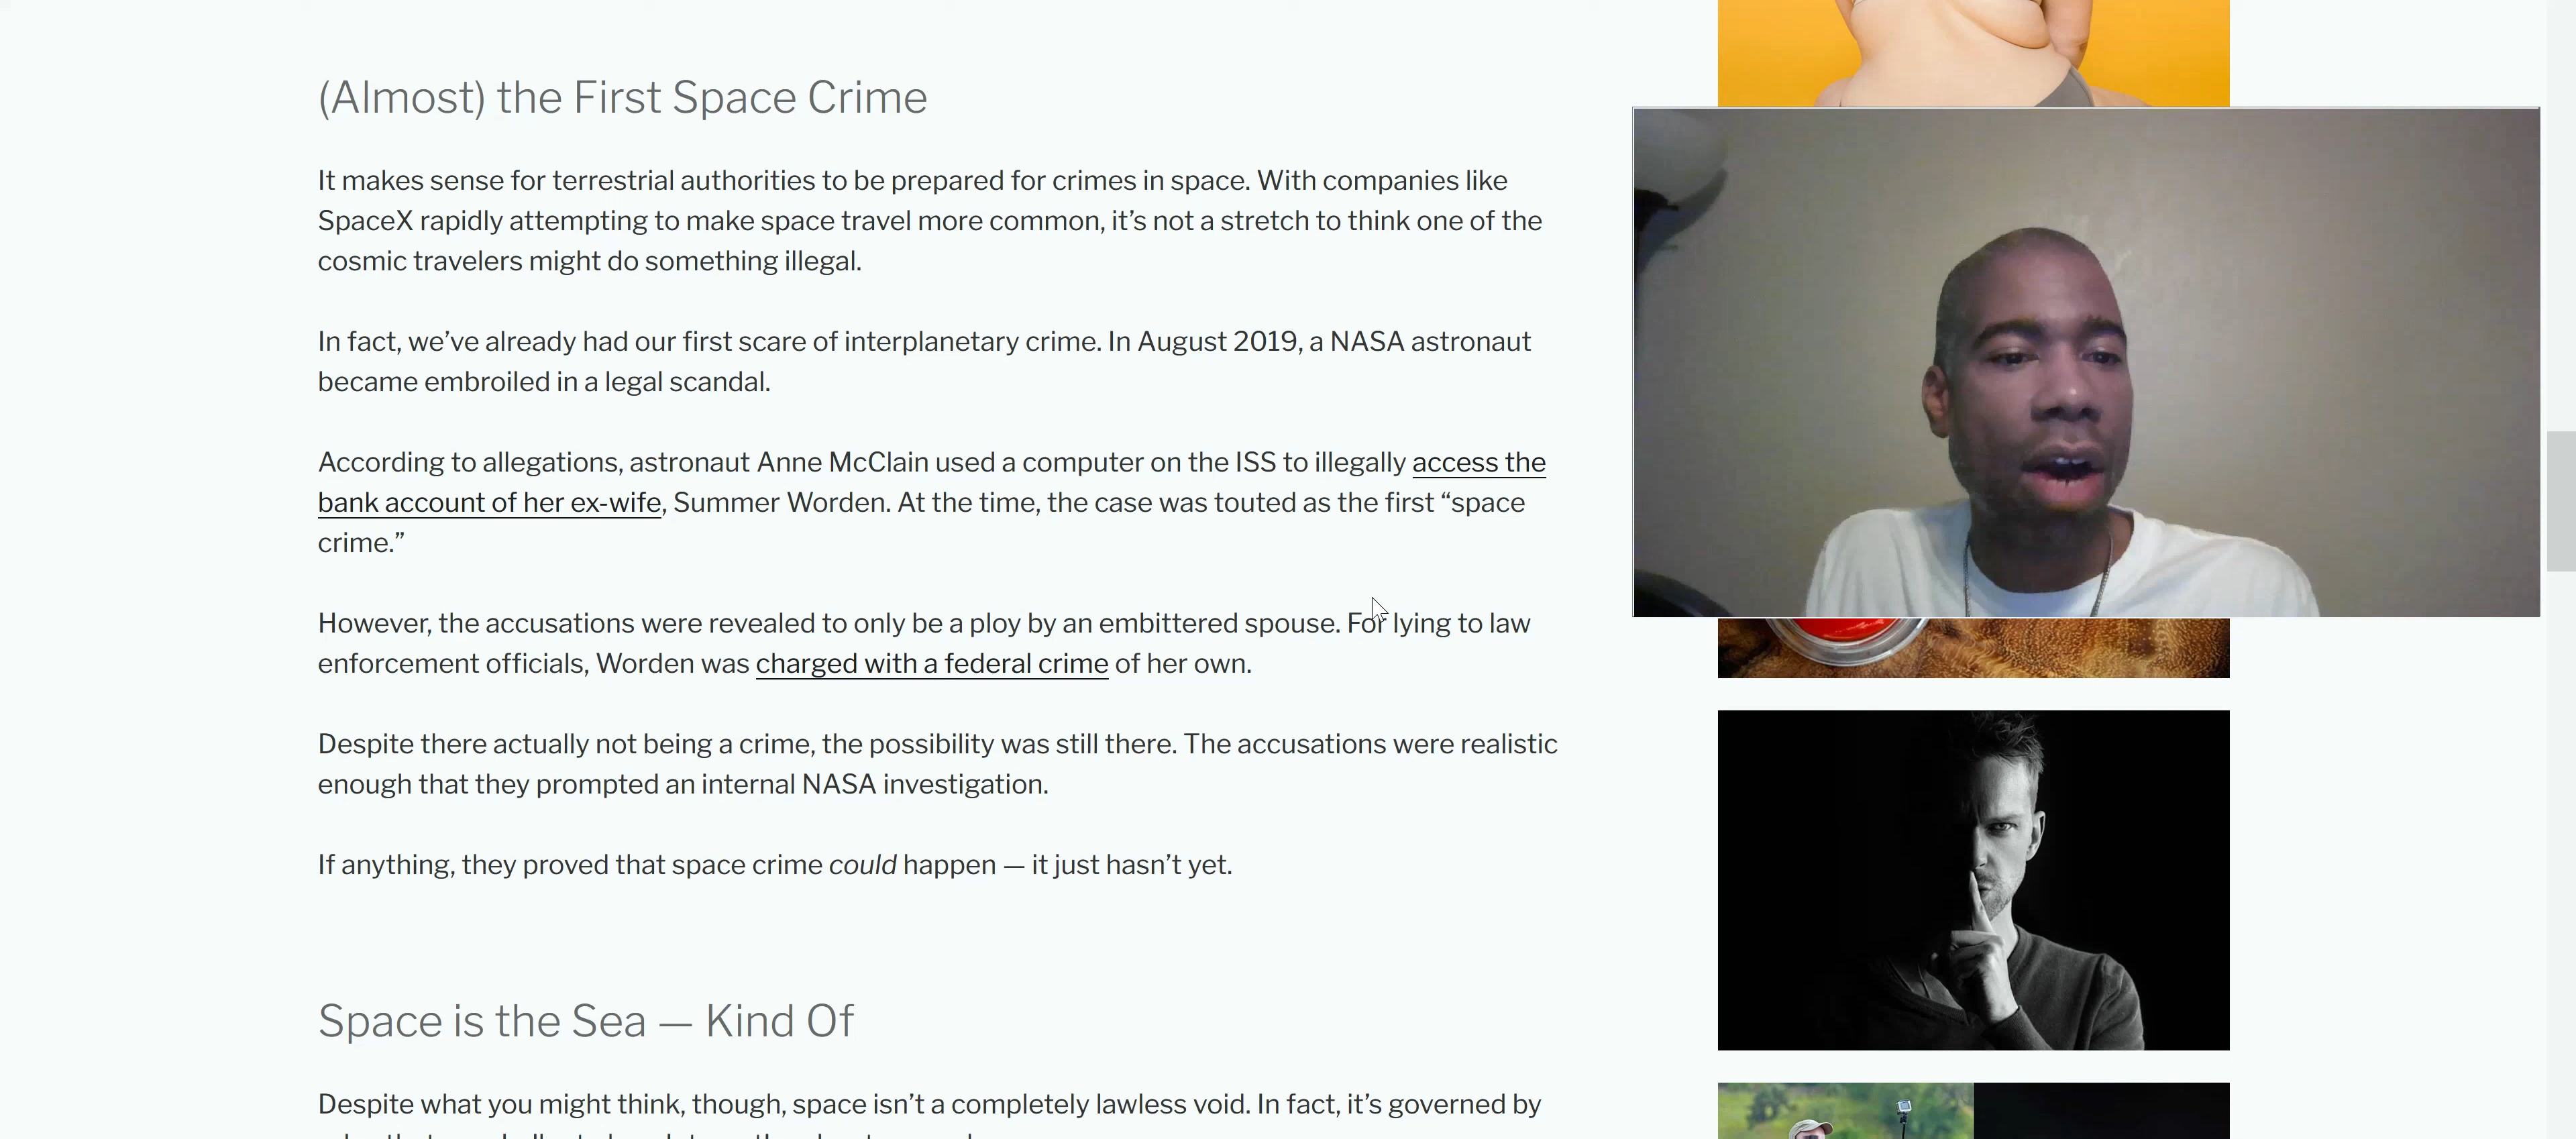 (Almost) the First Space Crime
It makes sense for terrestrial authorities to be prepared for crimes in space. With companies like
SpaceX rapidly attempting to make space travel more common, it’s not a stretch to think one of the
cosmic travelers might do something illegal.
In fact, we’ve already had our first scare of interplanetary crime. In August 2019, a NASA astronaut
became embroiled in a legal scandal.
According to allegations, astronaut Anne McClain used a computer on the ISS to illegally access the
bank account of her ex-wife, Summer Worden. At the time, the case was touted as the first “space
crime.”
However, the accusations were revealed to only be a ploy by an embittered spouse. For lying to law
enforcement officials, Worden was charged with a federal crime of her own.
Despite there actually not being a crime, the possibility was still there. The accusations were realistic
enough that they prompted an internal NASA investigation.
If anything, they proved that space crime could happen — it just hasn’t yet.
Space is the Sea — Kind Of
Despite what you might think, though, space isn’t a completely lawless void. In fact, it’s governed by